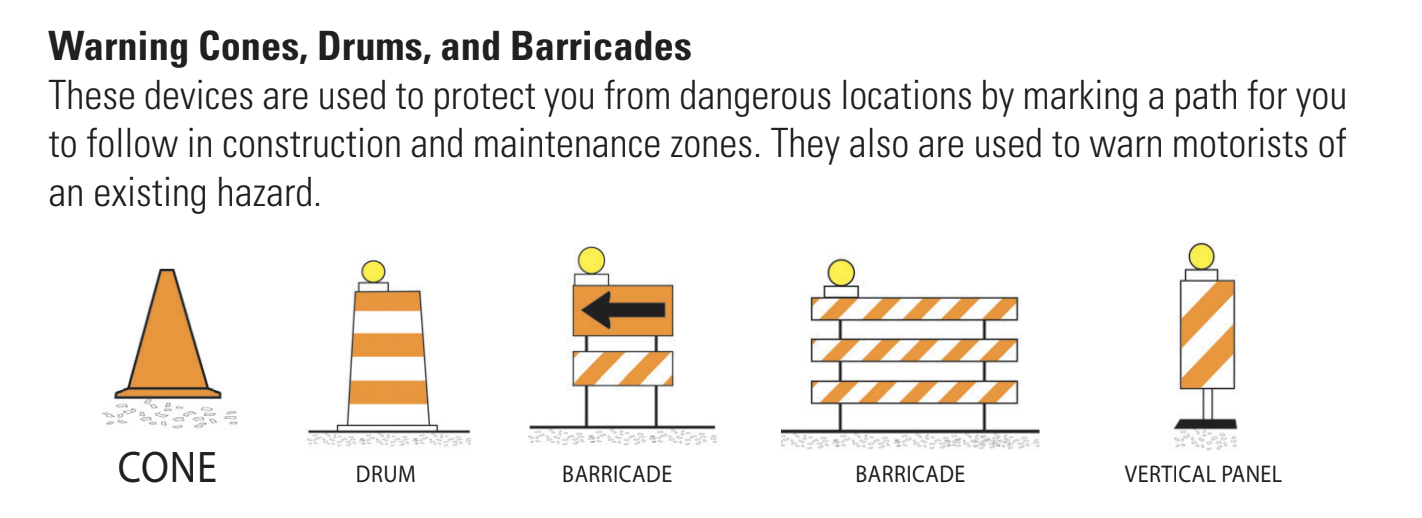 Warning Cones, Drums, and Barricades
These devices are used to protect you from dangerous locations by marking a path for you
to follow in construction and maintenance zones. They also are used to warn motorists of
an existing hazard.
CONE
DRUM
BARRICADE
BARRICADE
VERTICAL PANEL